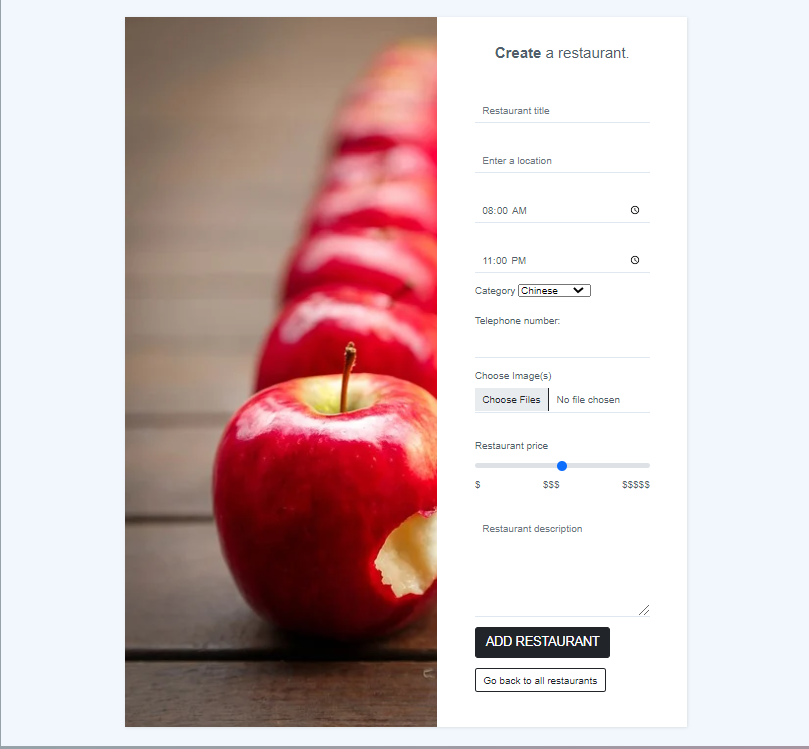 Create a restaurant.
Restaurant title
Enter a location
08:00 AM
11:00 PM
Category Chinese
Telephone number:
Choose Image(s)
Choose Files No file chosen
Restaurant price
$ $$$ $$$$$
Restaurant description
ADD RESTAURANT
Go back to all restaurants